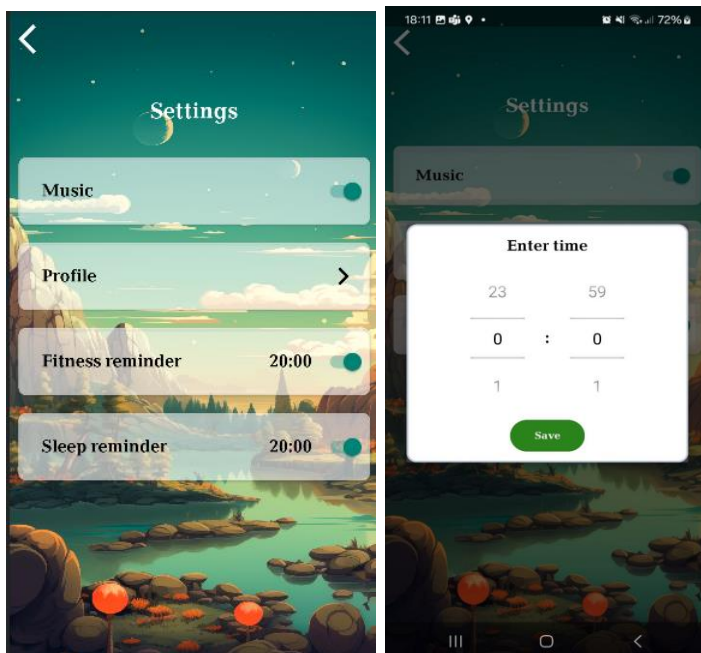 Settings
Music
Profile
Fitness reminder 20:00
Sleep reminder 20:00
18:11 72%
Settings
Music
Enter time
23 59
0 : 0
1 1
Save